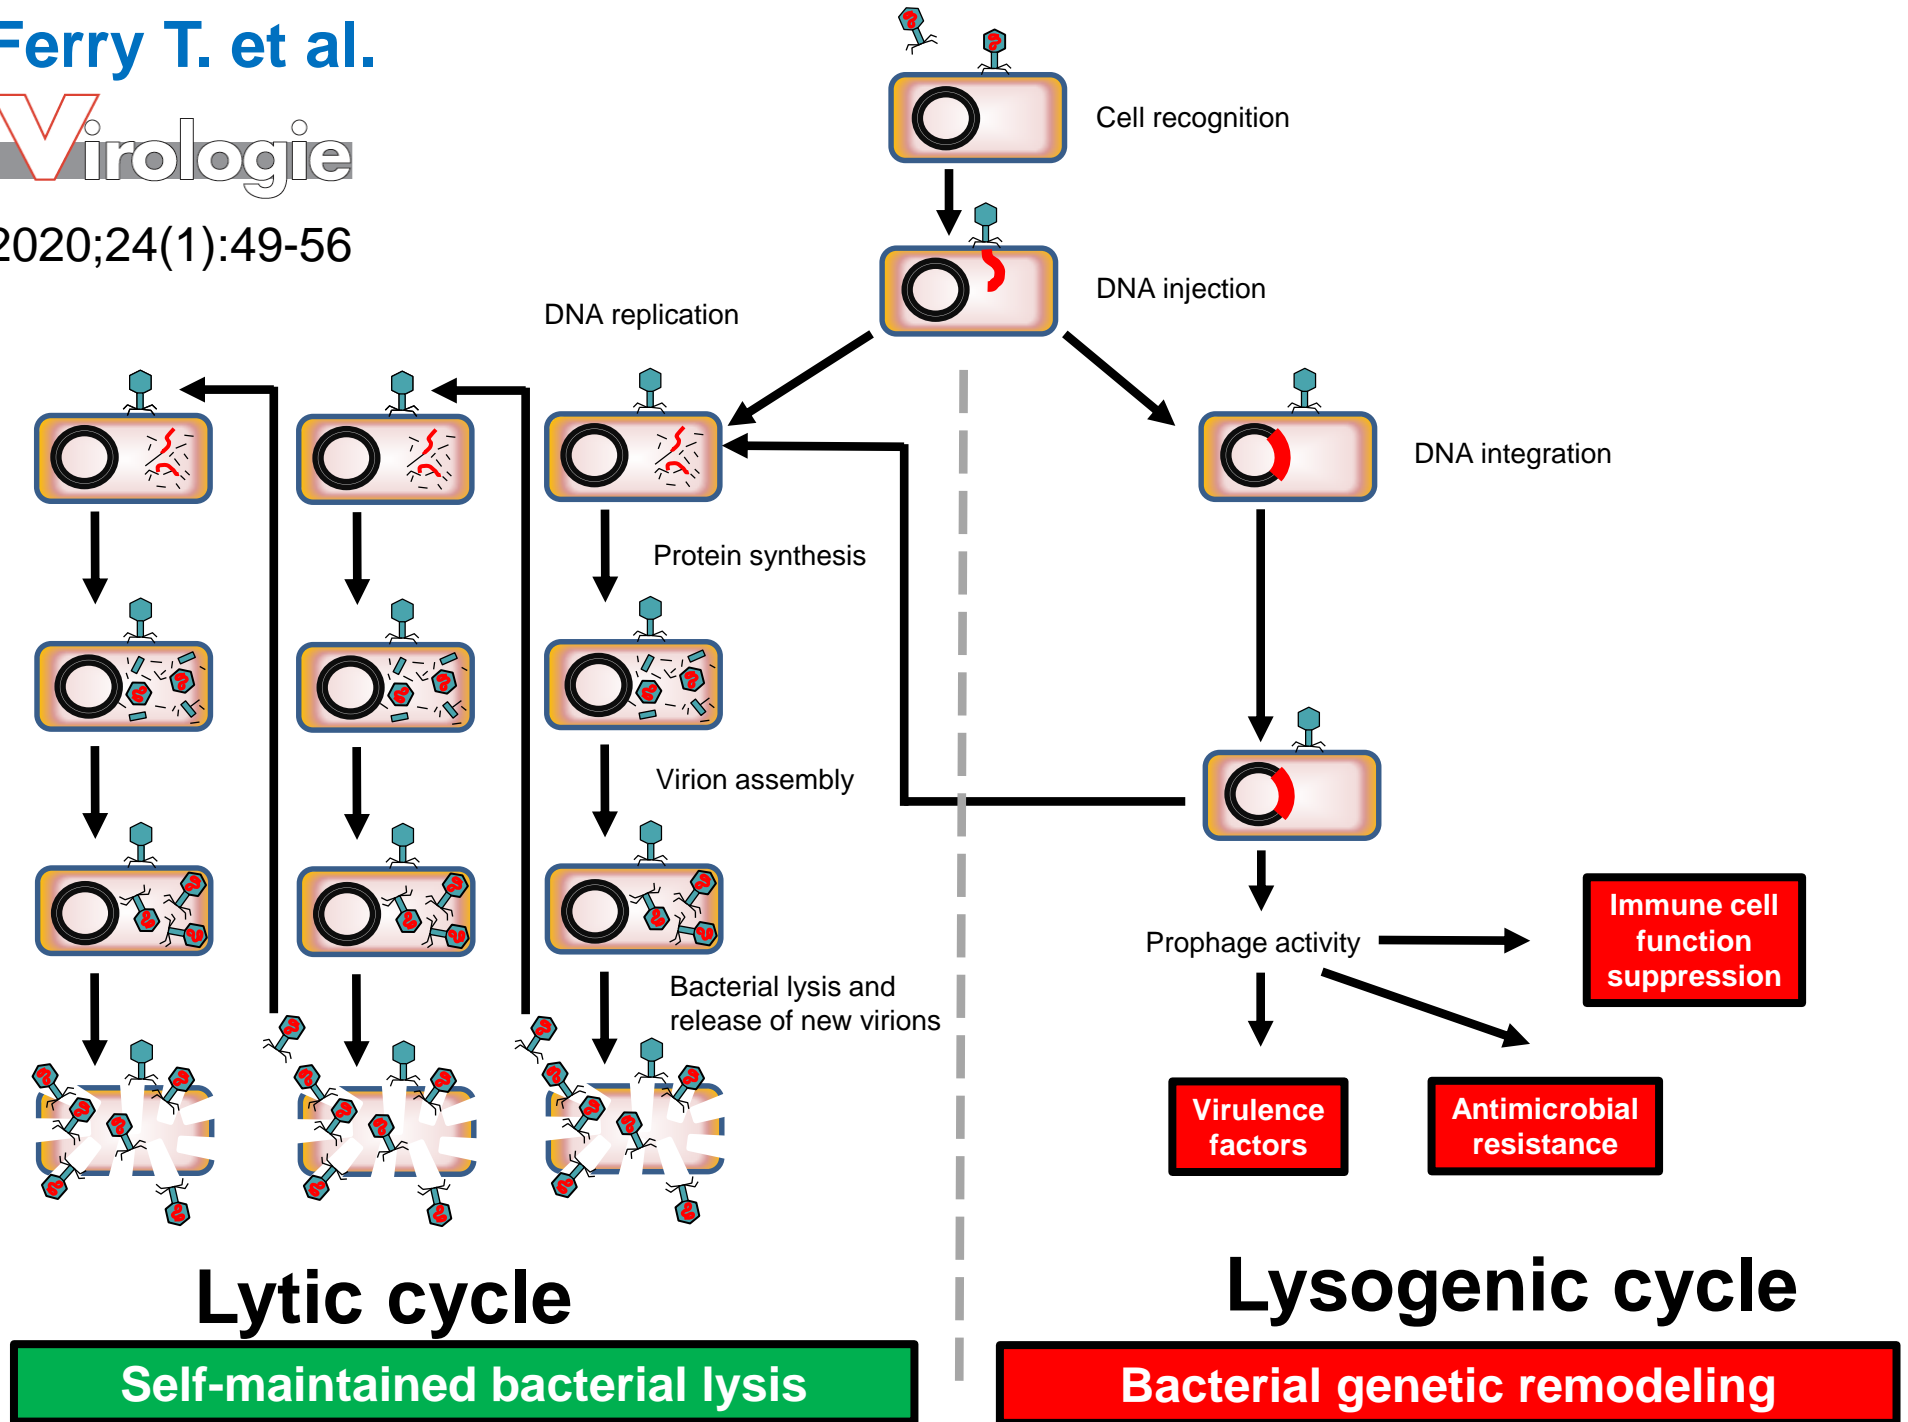 Ferry T. et al.
Virologie
2020;24(1):49-56
Cell recognition
DNA injection
DNA replication
DNA integration
Protein synthesis
Virion assembly
Bacterial lysis and
release of new virions
Prophage activity
Immune cell
function
suppression
Virulence
factors
Antimicrobial
resistance
Lytic cycle
Self-maintained bacterial lysis
Lysogenic cycle
Bacterial genetic remodeling